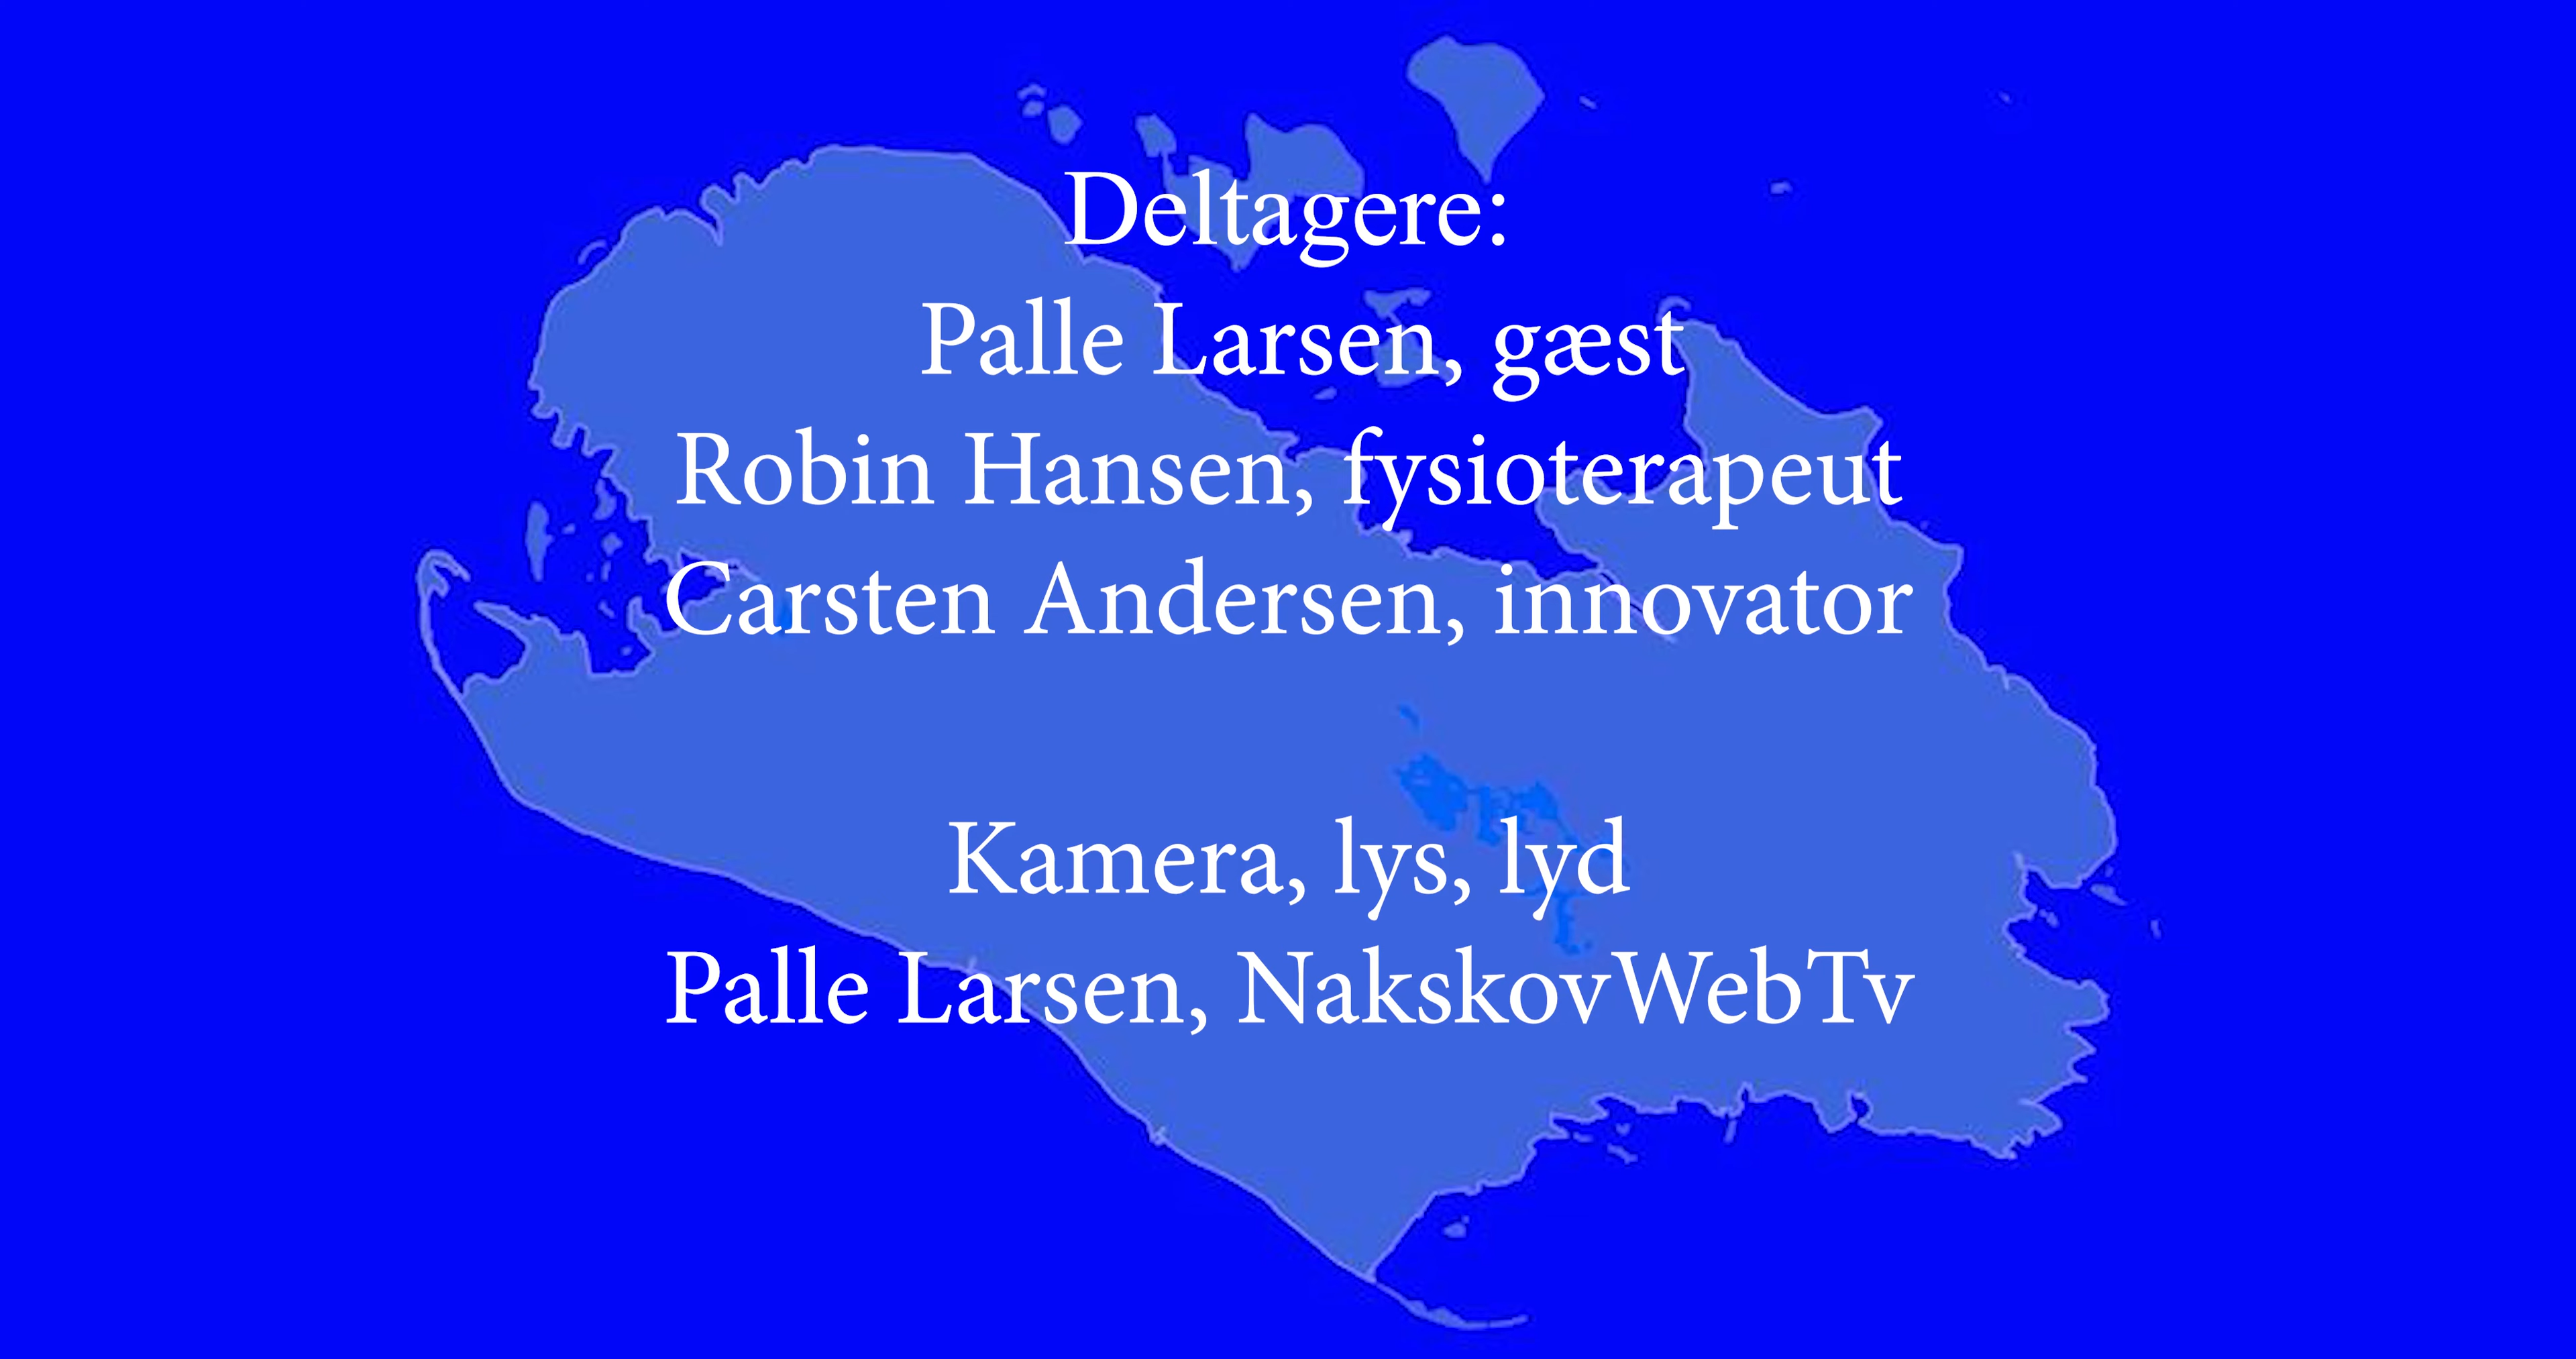 Deltagere:
Palle Larsen, gæst
Robin Hansen, fysioterapeut
Carsten Andersen, innovator
Kamera, lys, lyd
Palle Larsen, NakskovWebTv